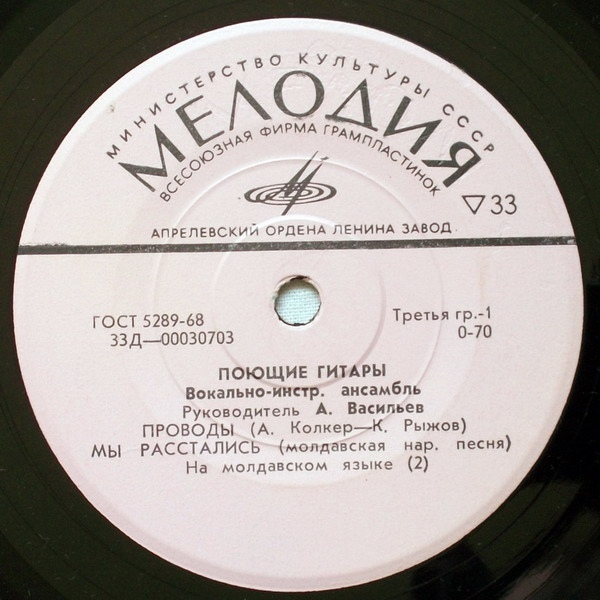 МИНИСТЕРСТВО КУЛЬТУРЫ СССР
МЕЛОДИЯ
ВСЕСОЮЗНАЯ ФИРМА ГРАМПЛАСТИНОК
▽33
АПРЕЛЕВСКИЙ ОРДЕНА ЛЕНИНА ЗАВОД
ГОСТ 5289-68
Третья гр.-1
33Д—00030703
0-70
ПОЮЩИЕ ГИТАРЫ
Вокально-инстр. ансамбль
Руководитель А. Васильев
ПРОВОДЫ (А. Колкер—К. Рыжов)
МЫ РАССТАЛИСЬ (молдавская нар. песня)
На молдавском языке (2)